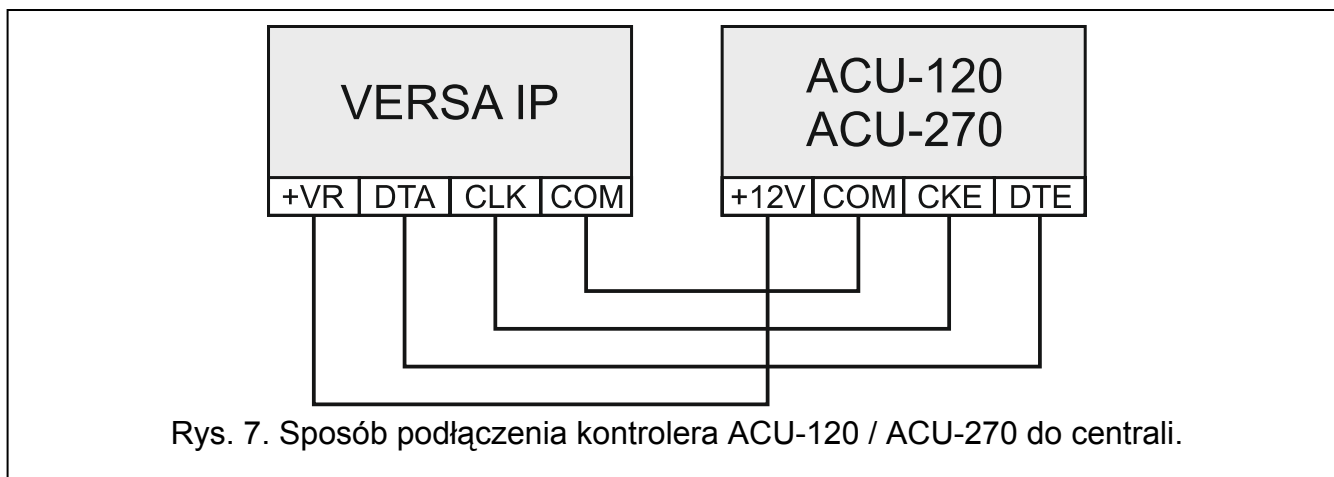 VERSA IP
ACU-120
ACU-270
+VR DTA CLK COM
+12V COM CKE DTE
Rys. 7. Sposób podłączenia kontrolera ACU-120 / ACU-270 do centrali.